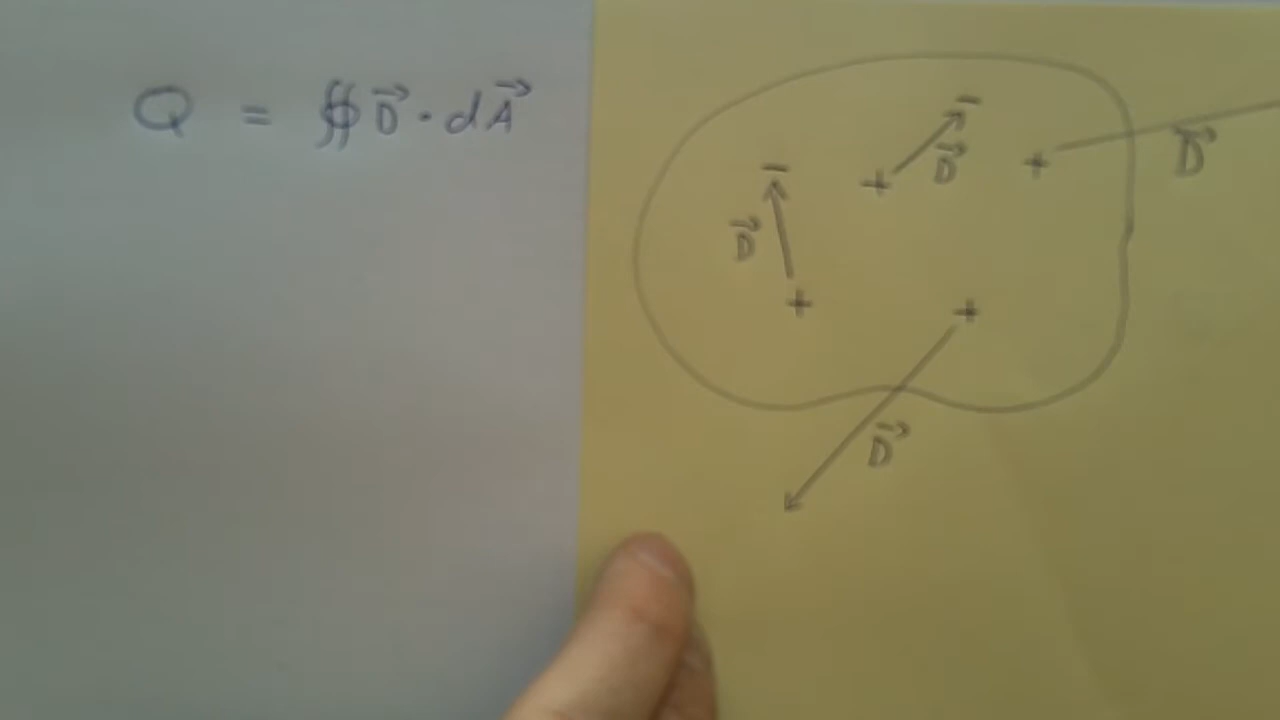 Q = ∯ D⃗ · dA⃗
−
+ D⃗
+ D⃗
−
D⃗
+
+
D⃗